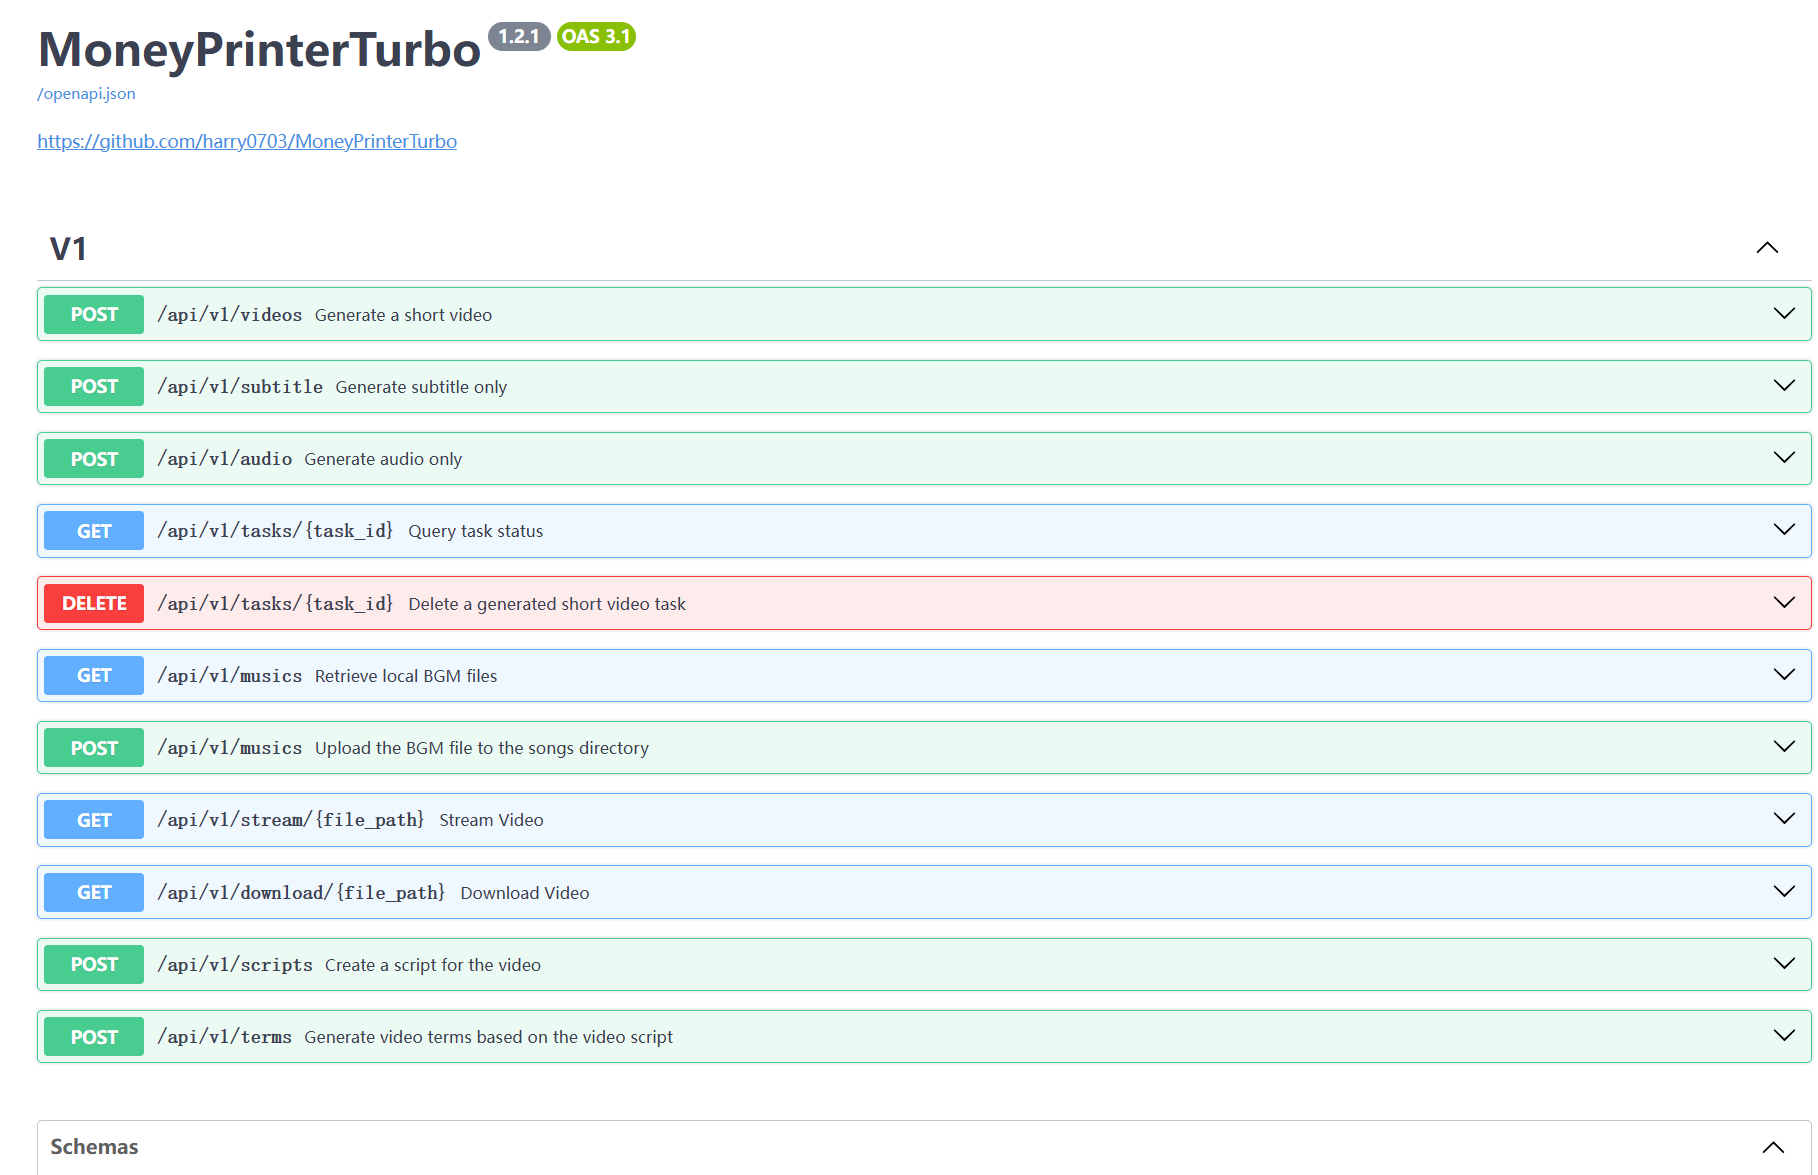 MoneyPrinterTurbo 1.2.1 OAS 3.1
/openapi.json
https://github.com/harry0703/MoneyPrinterTurbo
V1
POST /api/v1/videos Generate a short video
POST /api/v1/subtitle Generate subtitle only
POST /api/v1/audio Generate audio only
GET /api/v1/tasks/{task_id} Query task status
DELETE /api/v1/tasks/{task_id} Delete a generated short video task
GET /api/v1/musics Retrieve local BGM files
POST /api/v1/musics Upload the BGM file to the songs directory
GET /api/v1/stream/{file_path} Stream Video
GET /api/v1/download/{file_path} Download Video
POST /api/v1/scripts Create a script for the video
POST /api/v1/terms Generate video terms based on the video script
Schemas